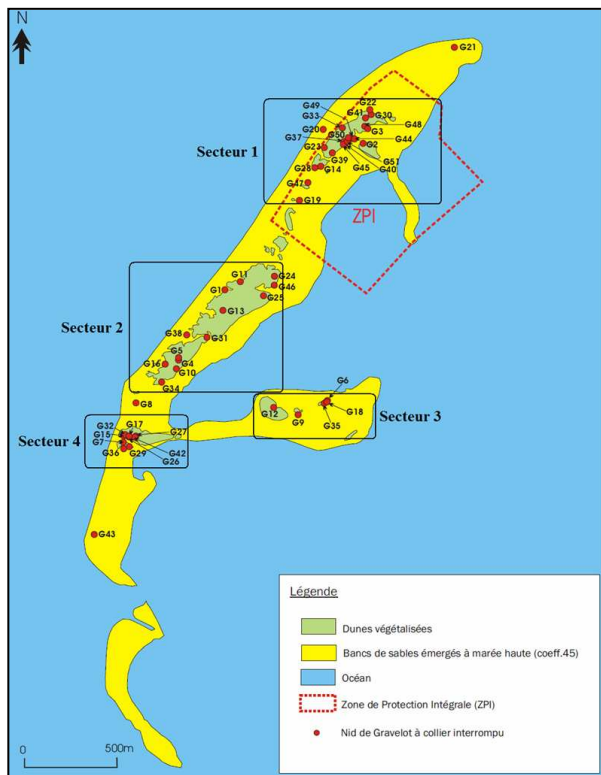 N
G21
G22
G49
G41
G30
G33
G50
G48
G20
G3
G37
G44
G23
G2
Secteur 1
G51
G39
G45
G40
G28
G14
G47
G19
ZPI
G24
G11
G46
G1
G25
G13
Secteur 2
G38
G31
G5
G16
G4
G10
G34
G6
G8
G12
G18
Secteur 3
G9
G35
G17
G32
G27
G15
Secteur 4
G7
G42
G36
G29
G26
G43
Légende
Dunes végétalisées
Bancs de sables émergés à marée haute (coeff.45)
Océan
Zone de Protection Intégrale (ZPI)
Nid de Gravelot à collier interrompu
0 500m